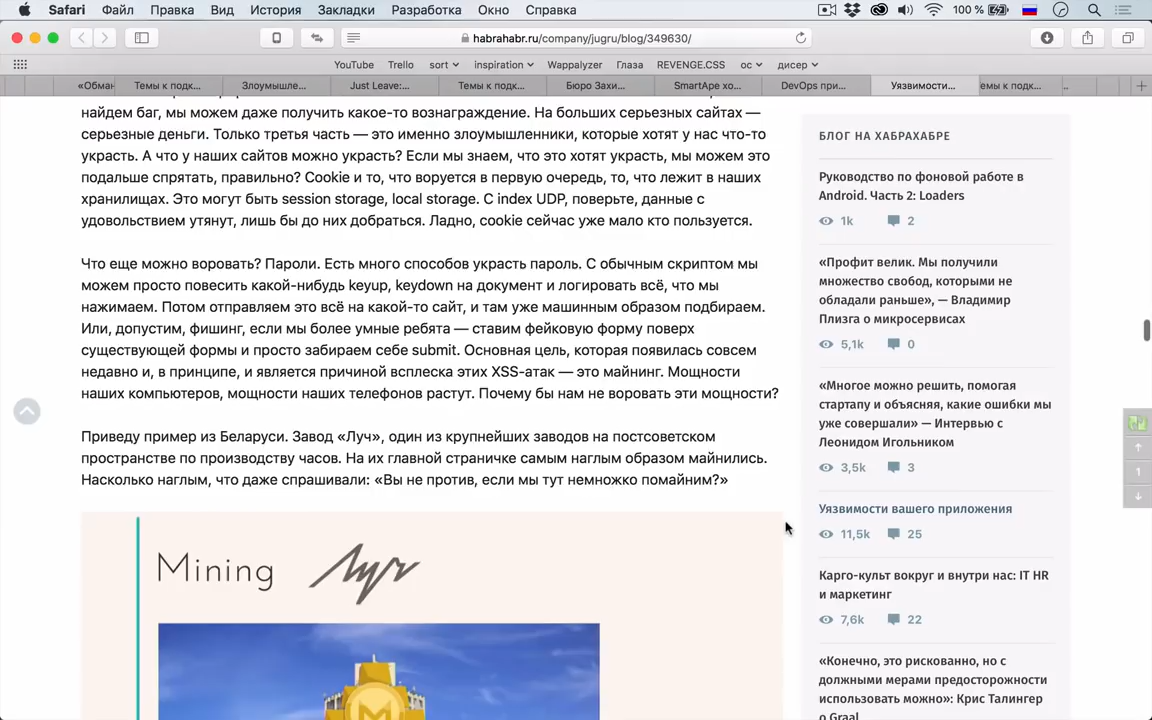 Safari Файл Правка Вид История Закладки Разработка Окно Справка 100 %
habrahabr.ru/company/jugru/blog/349630/
YouTube Trello sort inspiration Wappalyzer Глаза REVENGE.CSS ос дисер
«Обман Темы к подк... Злоумышле... Just Leave:... Темы к подк... Бюро Захи... SmartApe хо... DevOps при... Уязвимости... емы к подк... ..
найдем баг, мы можем даже получить какое-то вознаграждение. На больших серьезных сайтах —
серьезные деньги. Только третья часть — это именно злоумышленники, которые хотят у нас что-то
украсть. А что у наших сайтов можно украсть? Если мы знаем, что это хотят украсть, мы можем это
подальше спрятать, правильно? Cookie и то, что воруется в первую очередь, то, что лежит в наших
хранилищах. Это могут быть session storage, local storage. С index UDP, поверьте, данные с
удовольствием утянут, лишь бы до них добраться. Ладно, cookie сейчас уже мало кто пользуется.
Что еще можно воровать? Пароли. Есть много способов украсть пароль. С обычным скриптом мы
можем просто повесить какой-нибудь keyup, keydown на документ и логировать всё, что мы
нажимаем. Потом отправляем это всё на какой-то сайт, и там уже машинным образом подбираем.
Или, допустим, фишинг, если мы более умные ребята — ставим фейковую форму поверх
существующей формы и просто забираем себе submit. Основная цель, которая появилась совсем
недавно и, в принципе, и является причиной всплеска этих XSS-атак — это майнинг. Мощности
наших компьютеров, мощности наших телефонов растут. Почему бы нам не воровать эти мощности?
Приведу пример из Беларуси. Завод «Луч», один из крупнейших заводов на постсоветском
пространстве по производству часов. На их главной страничке самым наглым образом майнились.
Насколько наглым, что даже спрашивали: «Вы не против, если мы тут немножко помайним?»
Mining Луч
БЛОГ НА ХАБРАХАБРЕ
Руководство по фоновой работе в
Android. Часть 2: Loaders
1k 2
«Профит велик. Мы получили
множество свобод, которыми не
обладали раньше», — Владимир
Плизга о микросервисах
5,1k 0
«Многое можно решить, помогая
стартапу и объясняя, какие ошибки мы
уже совершали» — Интервью с
Леонидом Игольником
3,5k 3
Уязвимости вашего приложения
11,5k 25
Карго-культ вокруг и внутри нас: IT HR
и маркетинг
7,6k 22
«Конечно, это рискованно, но с
должными мерами предосторожности
использовать можно»: Крис Талингер
о Graal
1